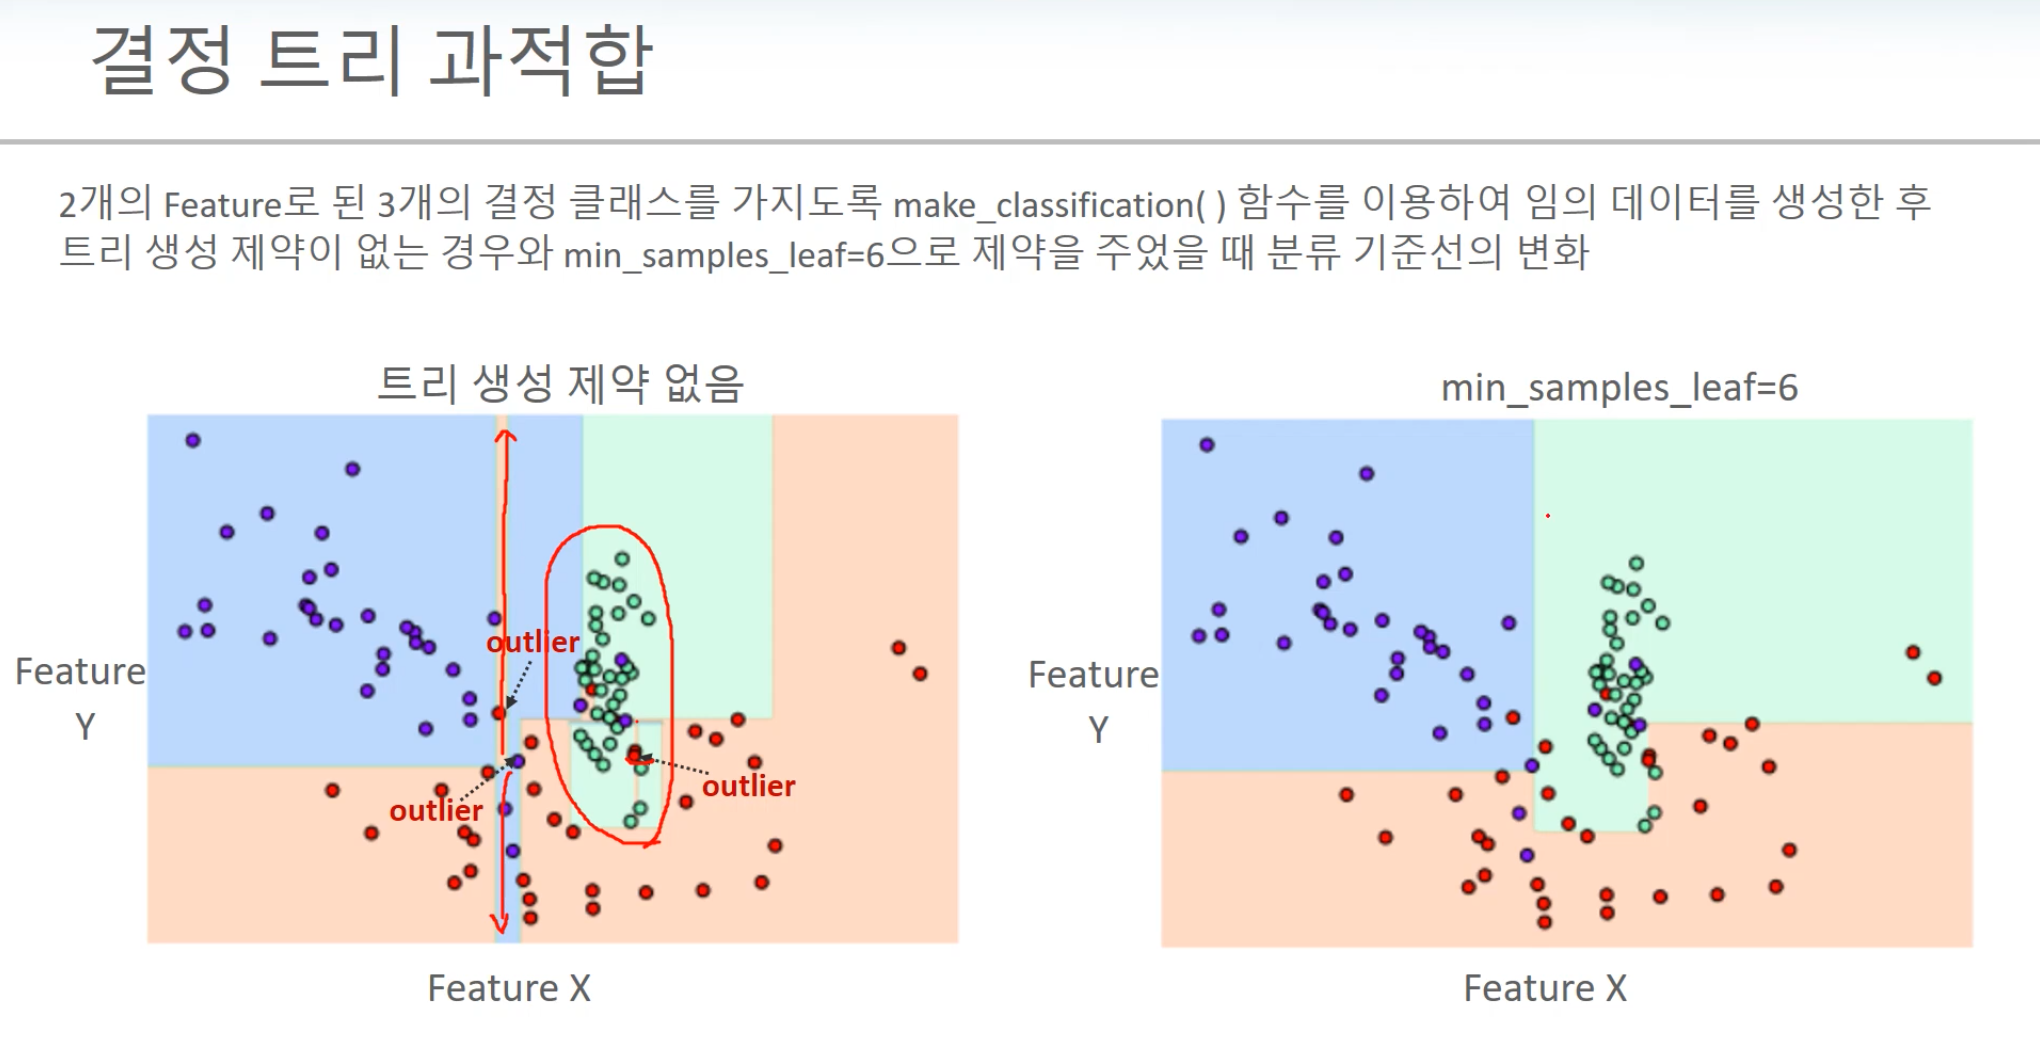 결정 트리 과적합
2개의 Feature로 된 3개의 결정 클래스를 가지도록 make_classification( ) 함수를 이용하여 임의 데이터를 생성한 후
트리 생성 제약이 없는 경우와 min_samples_leaf=6으로 제약을 주었을 때 분류 기준선의 변화
트리 생성 제약 없음
outlier
outlier
outlier
Feature
Y
Feature X
min_samples_leaf=6
Feature
Y
Feature X